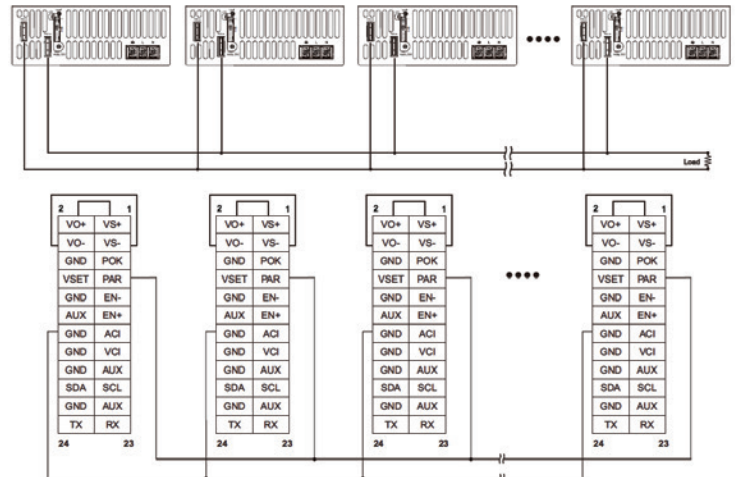 Load
2 1 2 1 2 1 2 1
VO+ VS+ VO+ VS+ VO+ VS+ VO+ VS+
VO- VS- VO- VS- VO- VS- VO- VS-
GND POK GND POK GND POK GND POK
VSET PAR VSET PAR VSET PAR VSET PAR
GND EN- GND EN- GND EN- GND EN-
AUX EN+ AUX EN+ AUX EN+ AUX EN+
GND ACI GND ACI GND ACI GND ACI
GND VCI GND VCI GND VCI GND VCI
GND AUX GND AUX GND AUX GND AUX
SDA SCL SDA SCL SDA SCL SDA SCL
GND AUX GND AUX GND AUX GND AUX
TX RX TX RX TX RX TX RX
24 23 24 23 24 23 24 23